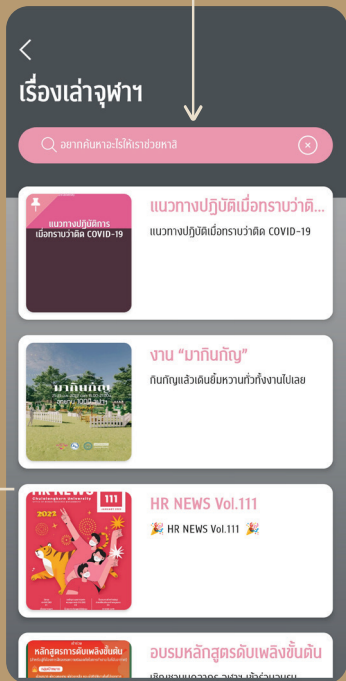 เรื่องเล่าจุฬาฯ
อยากค้นหาอะไรให้เราช่วยหาสิ
แนวทางปฏิบัติการ
เมื่อทราบว่าติด COVID-19
แนวทางปฏิบัติเมื่อทราบว่าติ...
แนวทางปฏิบัติเมื่อทราบว่าติด COVID-19
มากินกัญ
งาน “มากินกัญ”
กินกัญแล้วเดินยิ้มหวานทั่วทั้งงานไปเลย
HR NEWS
Chulalongkorn University
111
2022
HR NEWS Vol.111
🎉 HR NEWS Vol.111 🎉
หลักสูตรการดับเพลิงขั้นต้น
อบรมหลักสูตรดับเพลิงขั้นต้น